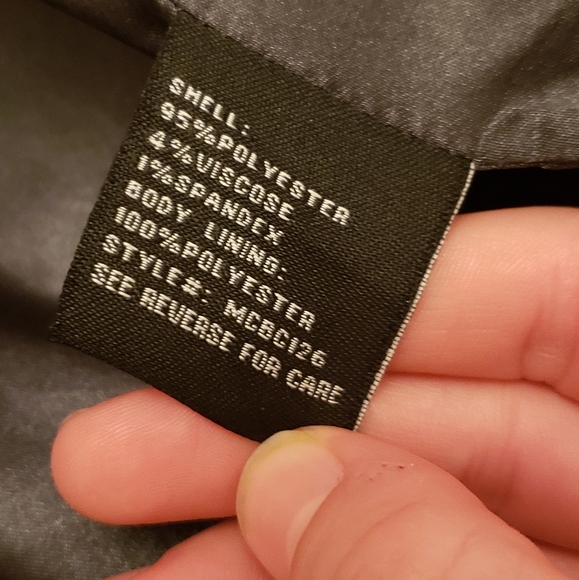 SHELL:
95%POLYESTER
4%VISCOSE
1%SPANDEX
BODY LINING:
100%POLYESTER
STYLE#: MCBC126
SEE REVERSE FOR CARE